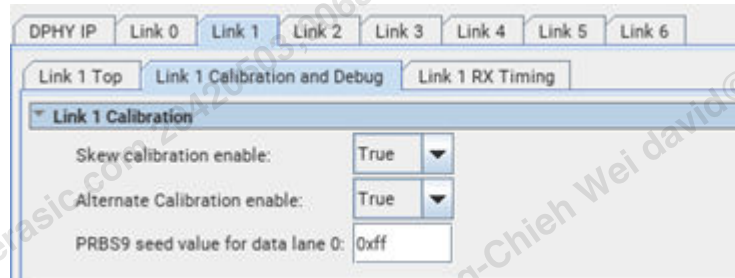 DPHY IP Link 0 Link 1 Link 2 Link 3 Link 4 Link 5 Link 6
Link 1 Top Link 1 Calibration and Debug Link 1 RX Timing
Link 1 Calibration
Skew calibration enable: True
Alternate Calibration enable: True
PRBS9 seed value for data lane 0: 0xff